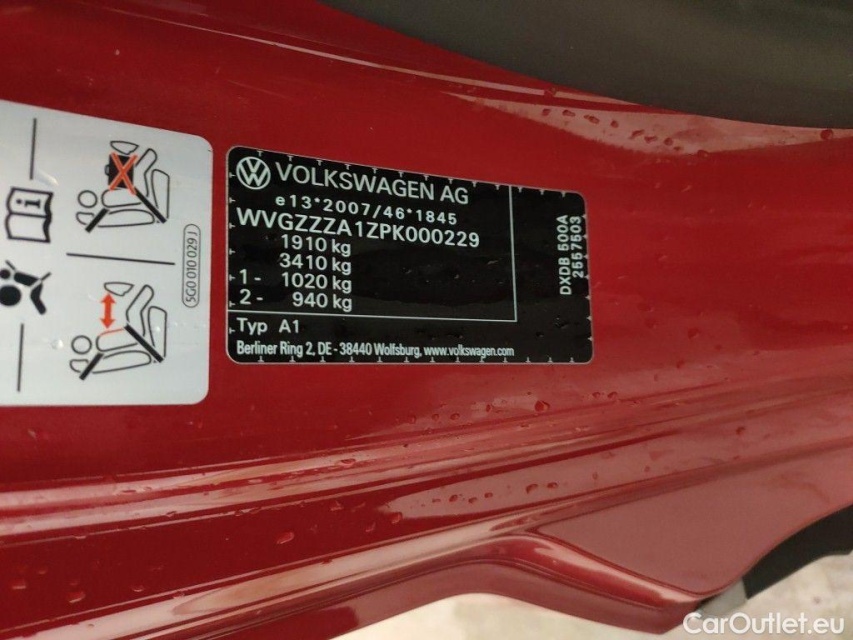 VOLKSWAGEN AG
e13*2007/46*1845
WVGZZZA1ZPK000229
1910 kg
3410 kg
1- 1020 kg
2- 940 kg
Typ A1
Berliner Ring 2, DE - 38440 Wolfsburg, www.volkswagen.com
DXDB 500A
2557503
5G0 010 029 J
CarOutlet.eu